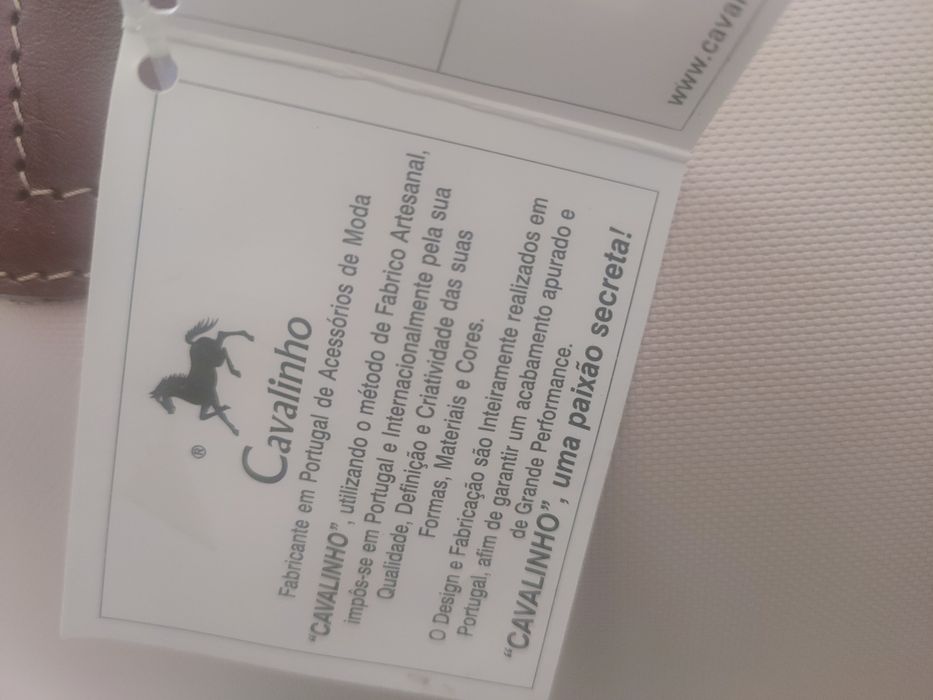 www.caval
®
Cavalinho
Fabricante em Portugal de Acessórios de Moda
"CAVALINHO", utilizando o método de Fabrico Artesanal,
impôs-se em Portugal e Internacionalmente pela sua
Qualidade, Definição e Criatividade das suas
Formas, Materiais e Cores.
O Design e Fabricação são Inteiramente realizados em
Portugal, afim de garantir um acabamento apurado e
de Grande Performance.
"CAVALINHO", uma paixão secreta!